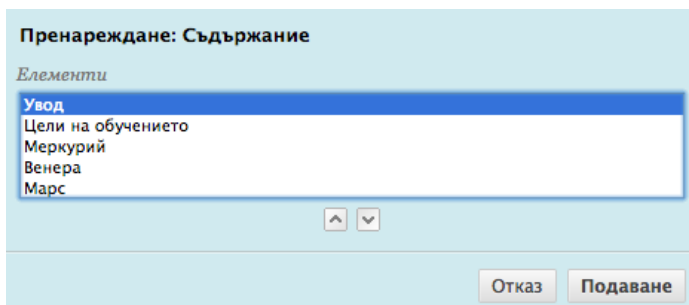 Пренареждане: Съдържание
Елементи
Увод
Цели на обучението
Меркурий
Венера
Марс
Отказ Подаване